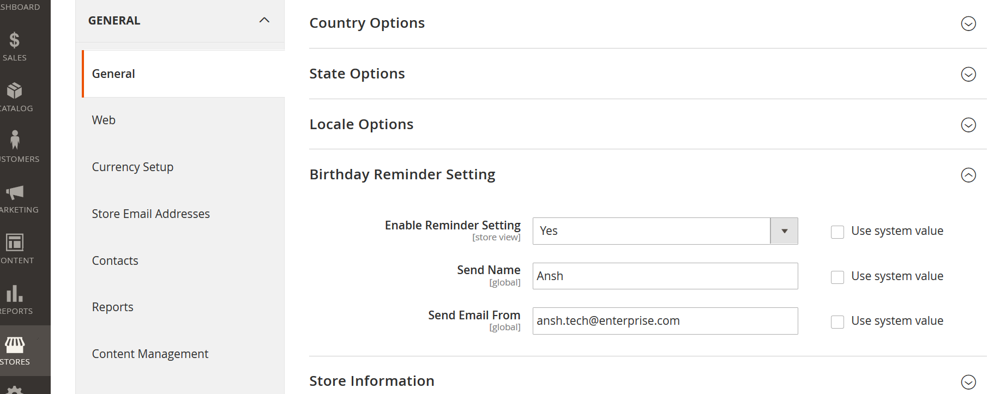 SHBOARD
SALES
CATALOG
STOMERS
ARKETING
ONTENT
REPORTS
STORES
GENERAL
General
Web
Currency Setup
Store Email Addresses
Contacts
Reports
Content Management
Country Options
State Options
Locale Options
Birthday Reminder Setting
Enable Reminder Setting
[store view]
Yes
Use system value
Send Name
[global]
Ansh
Use system value
Send Email From
[global]
ansh.tech@enterprise.com
Use system value
Store Information